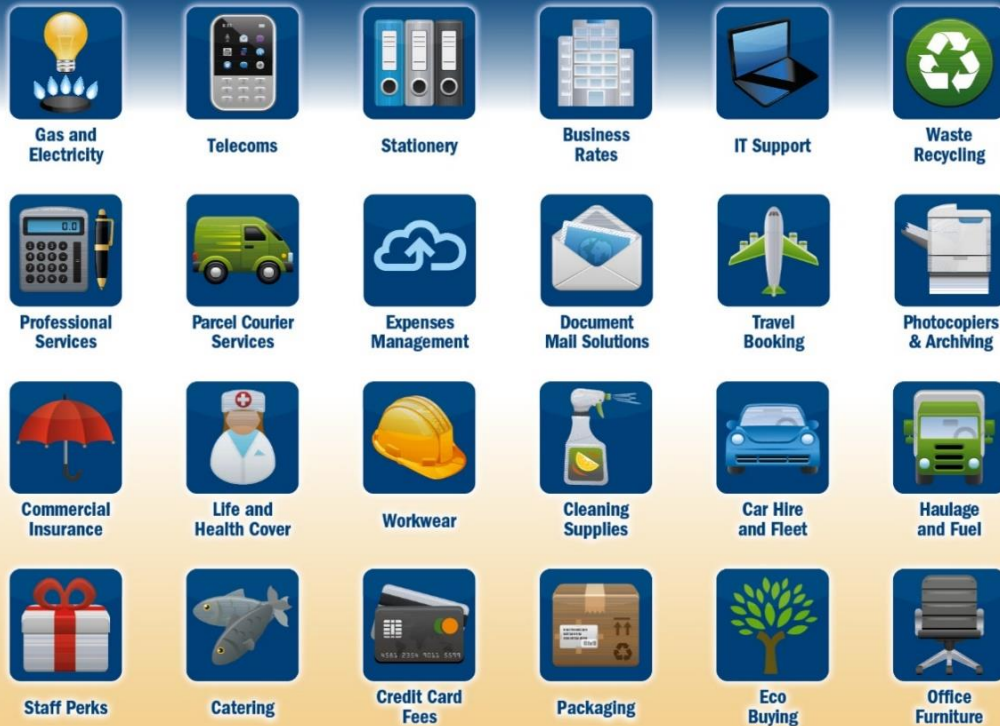 Gas and
Electricity
Telecoms
Stationery
Business
Rates
IT Support
Waste
Recycling
0.0
Professional
Services
Parcel Courier
Services
Expenses
Management
Document
Mail Solutions
Travel
Booking
Photocopiers
& Archiving
Commercial
Insurance
Life and
Health Cover
Workwear
Cleaning
Supplies
Car Hire
and Fleet
Haulage
and Fuel
Staff Perks
Catering
Credit Card
Fees
Packaging
Eco
Buying
Office
Furniture